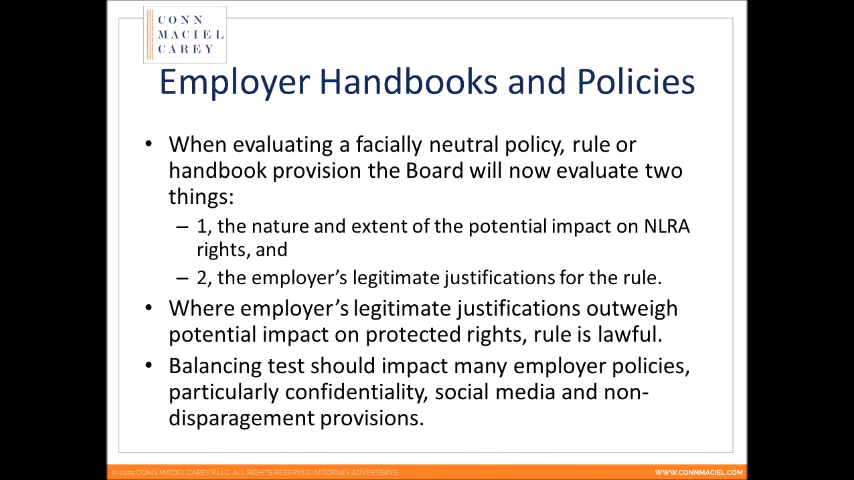 CONN
MACIEL
CAREY
Employer Handbooks and Policies
• When evaluating a facially neutral policy, rule or
handbook provision the Board will now evaluate two
things:
– 1, the nature and extent of the potential impact on NLRA
rights, and
– 2, the employer's legitimate justifications for the rule.
• Where employer's legitimate justifications outweigh
potential impact on protected rights, rule is lawful.
• Balancing test should impact many employer policies,
particularly confidentiality, social media and non-
disparagement provisions.
CONN MACIEL CAREY PLLC ALL RIGHTS RESERVED ATTORNEY ADVERTISING
WWW.CONNMACIEL.COM